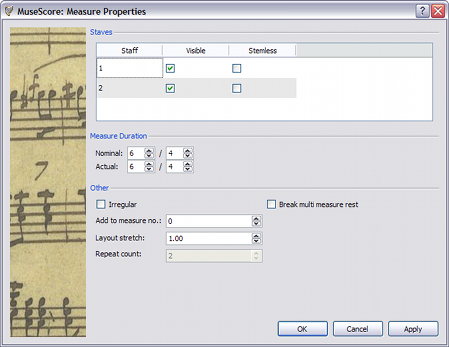 MuseScore: Measure Properties
Staves
Staff Visible Stemless
1
2
Measure Duration
Nominal: 6 / 4
Actual: 6 / 4
Other
Irregular Break multi measure rest
Add to measure no.: 0
Layout stretch: 1.00
Repeat count: 2
OK Cancel Apply
7